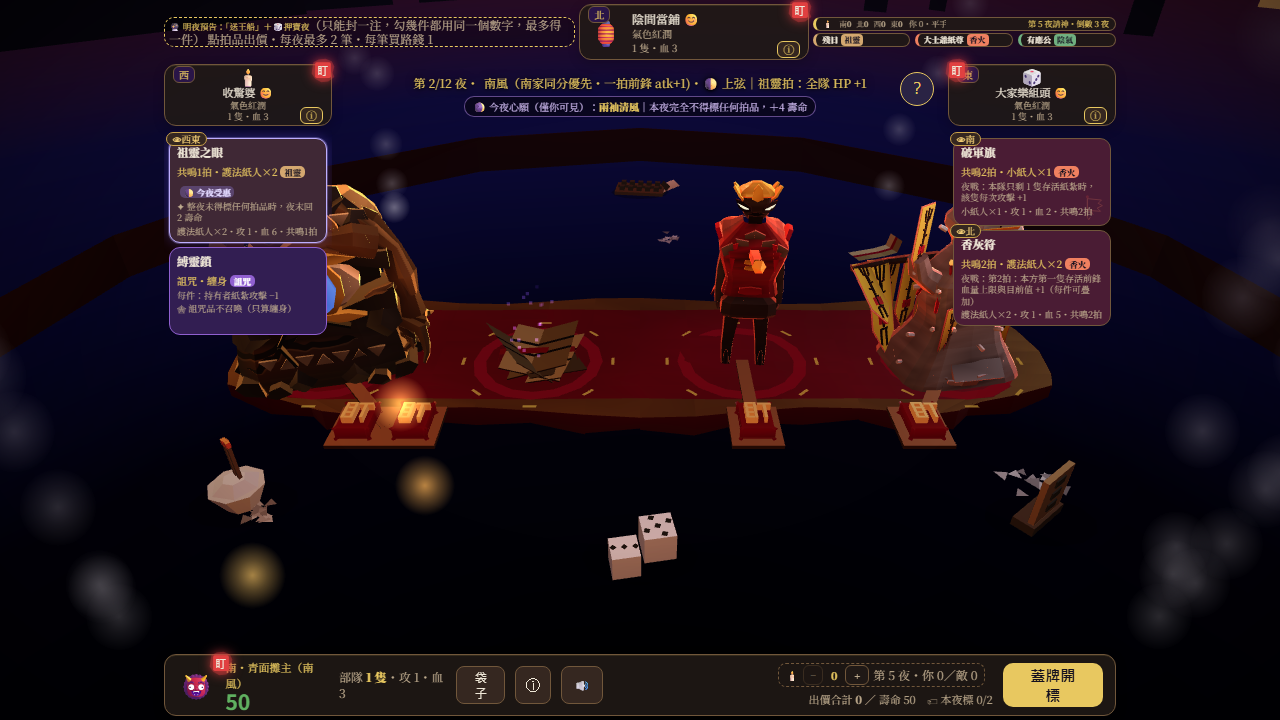 明夜預告：「送王船」＋押寶夜（只能封一注，勾幾件都用同一個數字，最多得一件） 點拍品出價・每夜最多 2 筆・每筆買路錢 1
北
陰間當鋪
氣色紅潤
1 隻・血 3
盯
南0 北0 西0 東0 你 0・平手
第 5 夜請神・倒數 3 夜
殘日 祖靈
大士爺紙尊 香火
有應公 陰氣
西
收驚婆
氣色紅潤
1 隻・血 3
盯
第 2/12 夜・ 南風（南家同分優先・一拍前鋒 atk+1）・ 上弦｜祖靈拍：全隊 HP +1
今夜心願（僅你可見）：兩袖清風｜本夜完全不得標任何拍品，＋4 壽命
?
盯
東
大家樂組頭
氣色紅潤
1 隻・血 3
西東
祖靈之眼
共鳴1拍・護法紙人×2 祖靈
今夜受惠
✦ 整夜未得標任何拍品時，夜末回 2 壽命
護法紙人×2・攻 1・血 6・共鳴1拍
縛靈鎖
詛咒・纏身 詛咒
每件：持有者紙紮攻擊 −1
詛咒品不召喚（只算纏身）
南
破軍旗
共鳴2拍・小紙人×1 香火
夜戰：本隊只剩 1 隻存活紙紮時，該隻每次攻擊 +1
小紙人×1・攻 1・血 2・共鳴2拍
北
香灰符
共鳴2拍・護法紙人×2 香火
夜戰：第2拍：本方第一隻存活前鋒血量上限與目前值 +1（每件可疊加）
護法紙人×2・攻 1・血 5・共鳴2拍
盯
南・青面攤主（南風）
50
部隊 1 隻・攻 1・血 3
袋子
− 0 + 第 5 夜・你 0／敵 0
出價合計 0 ／ 壽命 50 本夜標 0/2
蓋牌開標